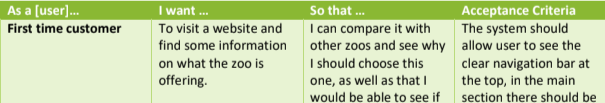 As a [user]… I want … So that … Acceptance Criteria
First time customer To visit a website and I can compare it with The system should
find some information other zoos and see why allow user to see the
on what the zoo is I should choose this clear navigation bar at
offering. one, as well as that I the top, in the main
would be able to see if section there should be